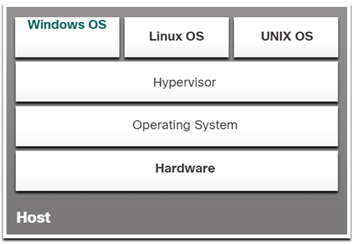 Windows OS
Linux OS
UNIX OS
Hypervisor
Operating System
Hardware
Host